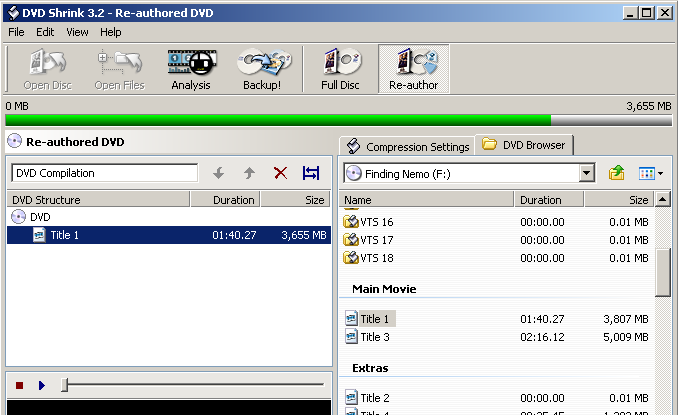 DVD Shrink 3.2 - Re-authored DVD
File Edit View Help
Open Disc Open Files Analysis Backup! Full Disc Re-author
0 MB 3,655 MB
Re-authored DVD
Compression Settings DVD Browser
DVD Compilation
Finding Nemo (F:)
DVD Structure Duration Size
DVD
Title 1 01:40.27 3,655 MB
Name Duration Size
VTS 16 00:00.00 0.01 MB
VTS 17 00:00.00 0.01 MB
VTS 18 00:00.00 0.01 MB
Main Movie
Title 1 01:40.27 3,807 MB
Title 3 02:16.12 5,009 MB
Extras
Title 2 00:00.00 0.01 MB